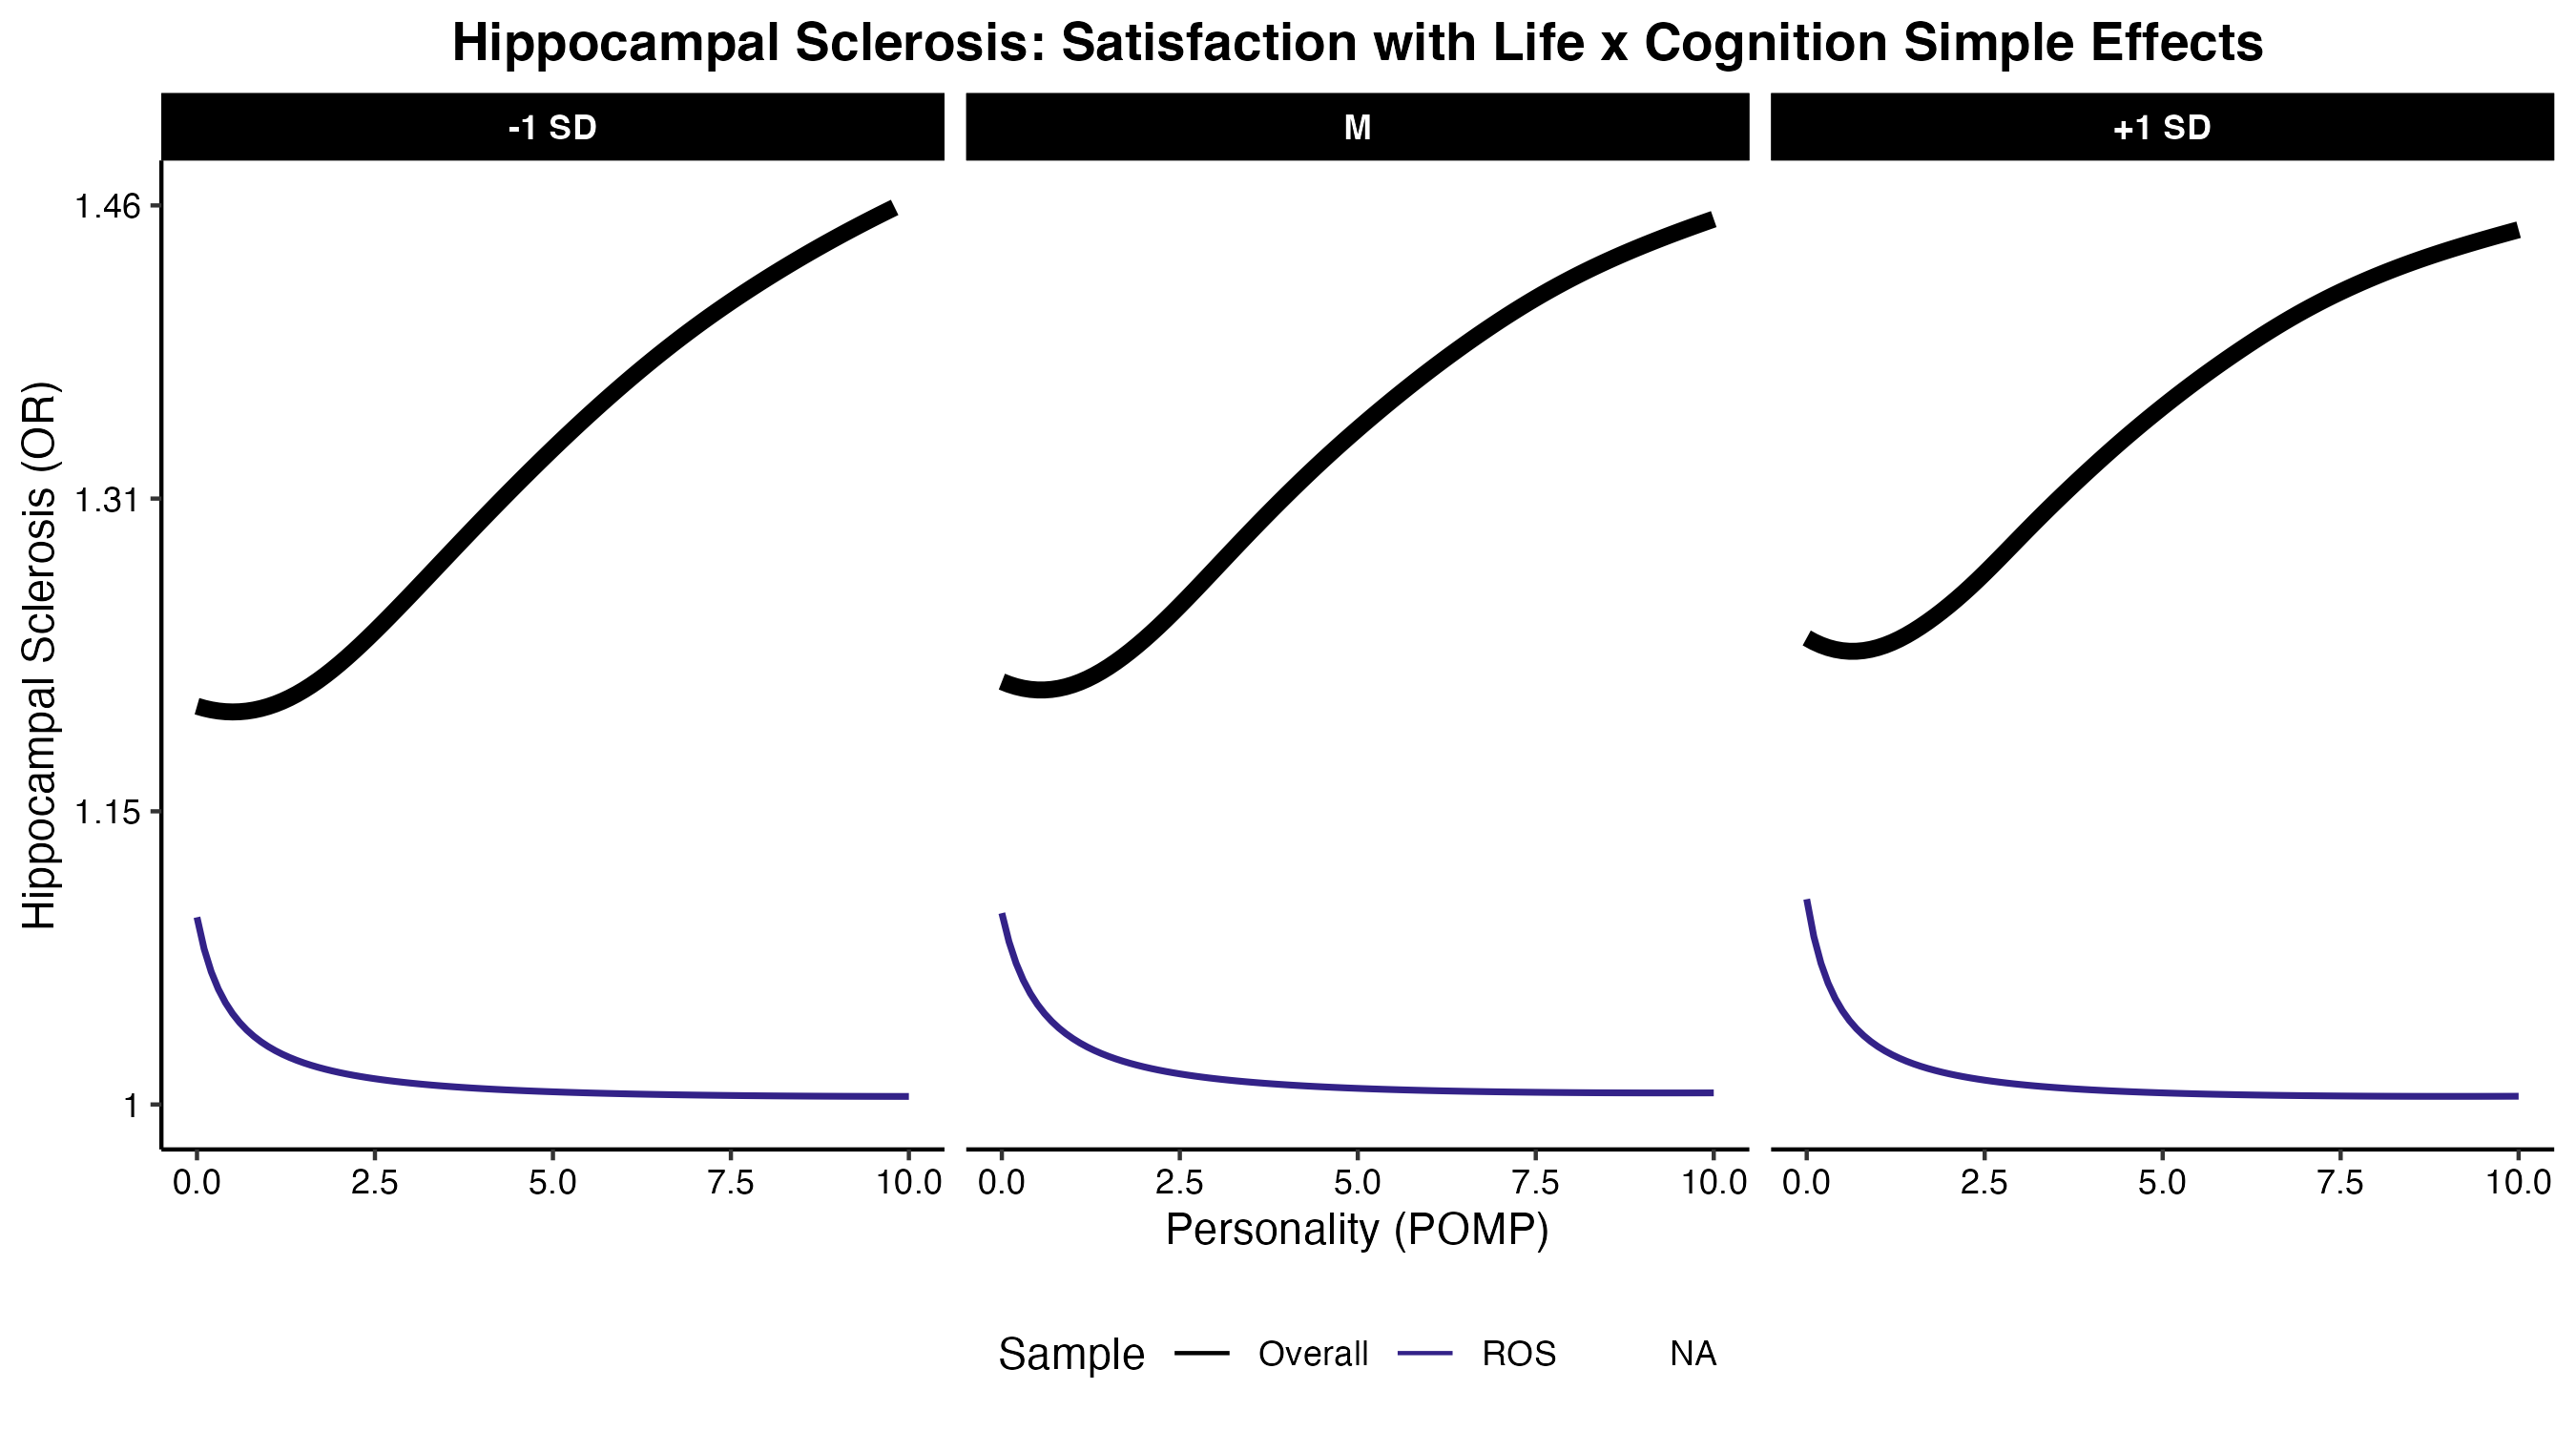 Hippocampal Sclerosis: Satisfaction with Life x Cognition Simple Effects
-1 SD M +1 SD
Hippocampal Sclerosis (OR)
1.46
1.31
1.15
1
0.0 2.5 5.0 7.5 10.0 0.0 2.5 5.0 7.5 10.0 0.0 2.5 5.0 7.5 10.0
Personality (POMP)
Sample Overall ROS NA